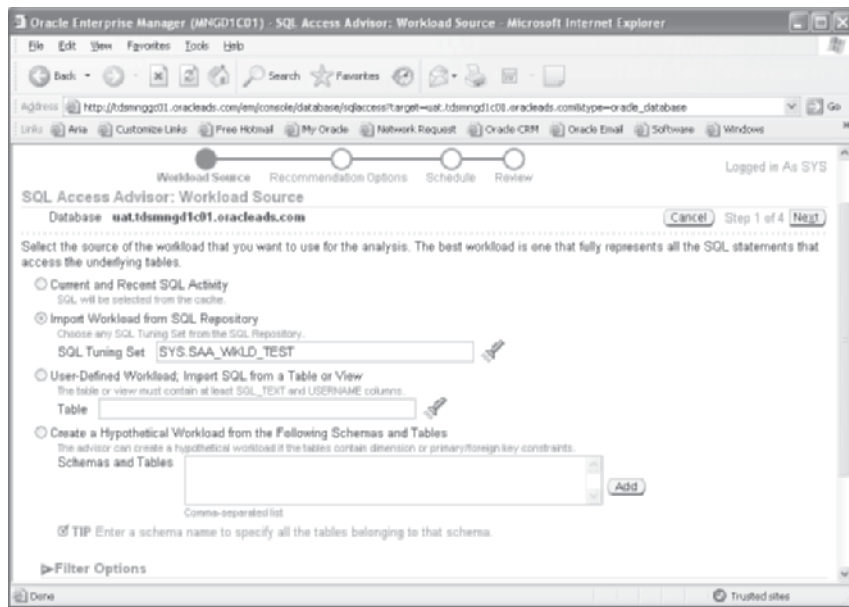 Oracle Enterprise Manager (MNGD1C01) - SQL Access Advisor: Workload Source - Microsoft Internet Explorer
File Edit View Favorites Tools Help
Back Search Favorites
Address http://tdsmnggc01.oracleads.com/em/console/database/sqlaccess?target=uat.tdsmngd1c01.oracleads.com&type=oracle_database Go
Links Aria Customize Links Free Hotmail My Oracle Network Request Oracle CRM Oracle Email Software Windows
Workload Source Recommendation Options Schedule Review
Logged in As SYS
SQL Access Advisor: Workload Source
Database uat.tdsmngd1c01.oracleads.com Cancel Step 1 of 4 Next
Select the source of the workload that you want to use for the analysis. The best workload is one that fully represents all the SQL statements that
access the underlying tables.
Current and Recent SQL Activity
SQL will be selected from the cache.
Import Workload from SQL Repository
Choose any SQL Tuning Set from the SQL Repository.
SQL Tuning Set SYS.SAA_WKLD_TEST
User-Defined Workload; Import SQL from a Table or View
The table or view must contain at least SQL_TEXT and USERNAME columns.
Table
Create a Hypothetical Workload from the Following Schemas and Tables
The advisor can create a hypothetical workload if the tables contain dimension or primary/foreign key constraints.
Schemas and Tables
Add
Comma-separated list
TIP Enter a schema name to specify all the tables belonging to that schema.
Filter Options
Done Trusted sites